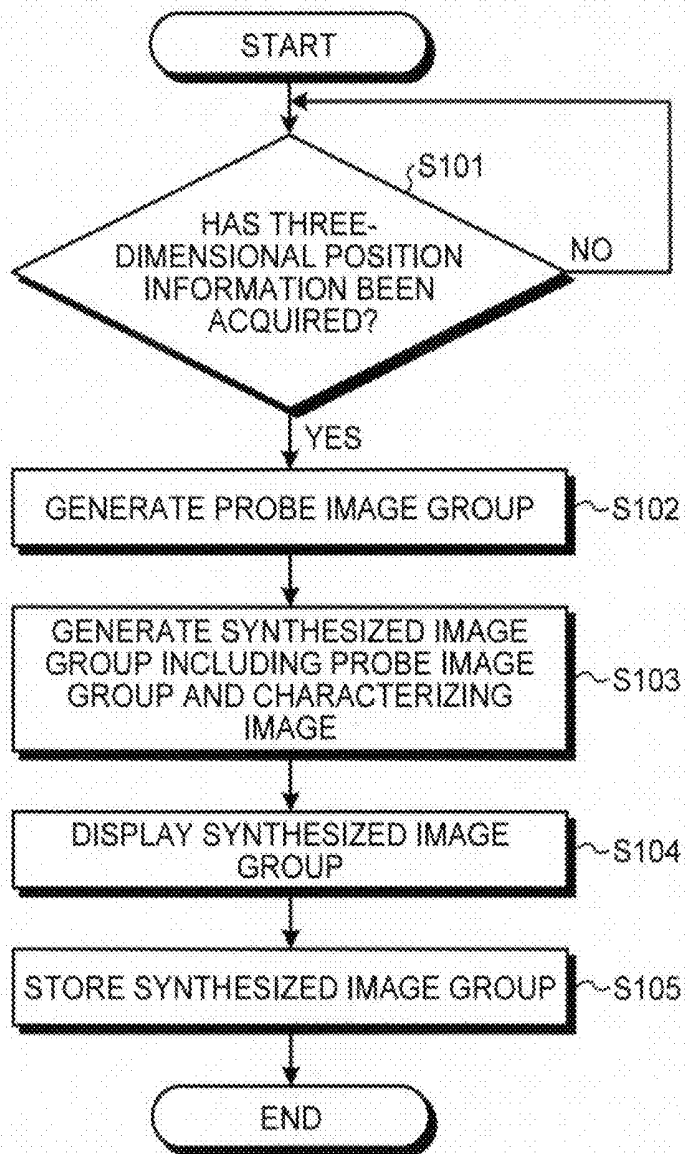 START
S101
HAS THREE-
DIMENSIONAL POSITION
INFORMATION BEEN
ACQUIRED?
NO
YES
GENERATE PROBE IMAGE GROUP
S102
GENERATE SYNTHESIZED IMAGE
GROUP INCLUDING PROBE IMAGE
GROUP AND CHARACTERIZING
IMAGE
S103
DISPLAY SYNTHESIZED IMAGE
GROUP
S104
STORE SYNTHESIZED IMAGE GROUP
S105
END